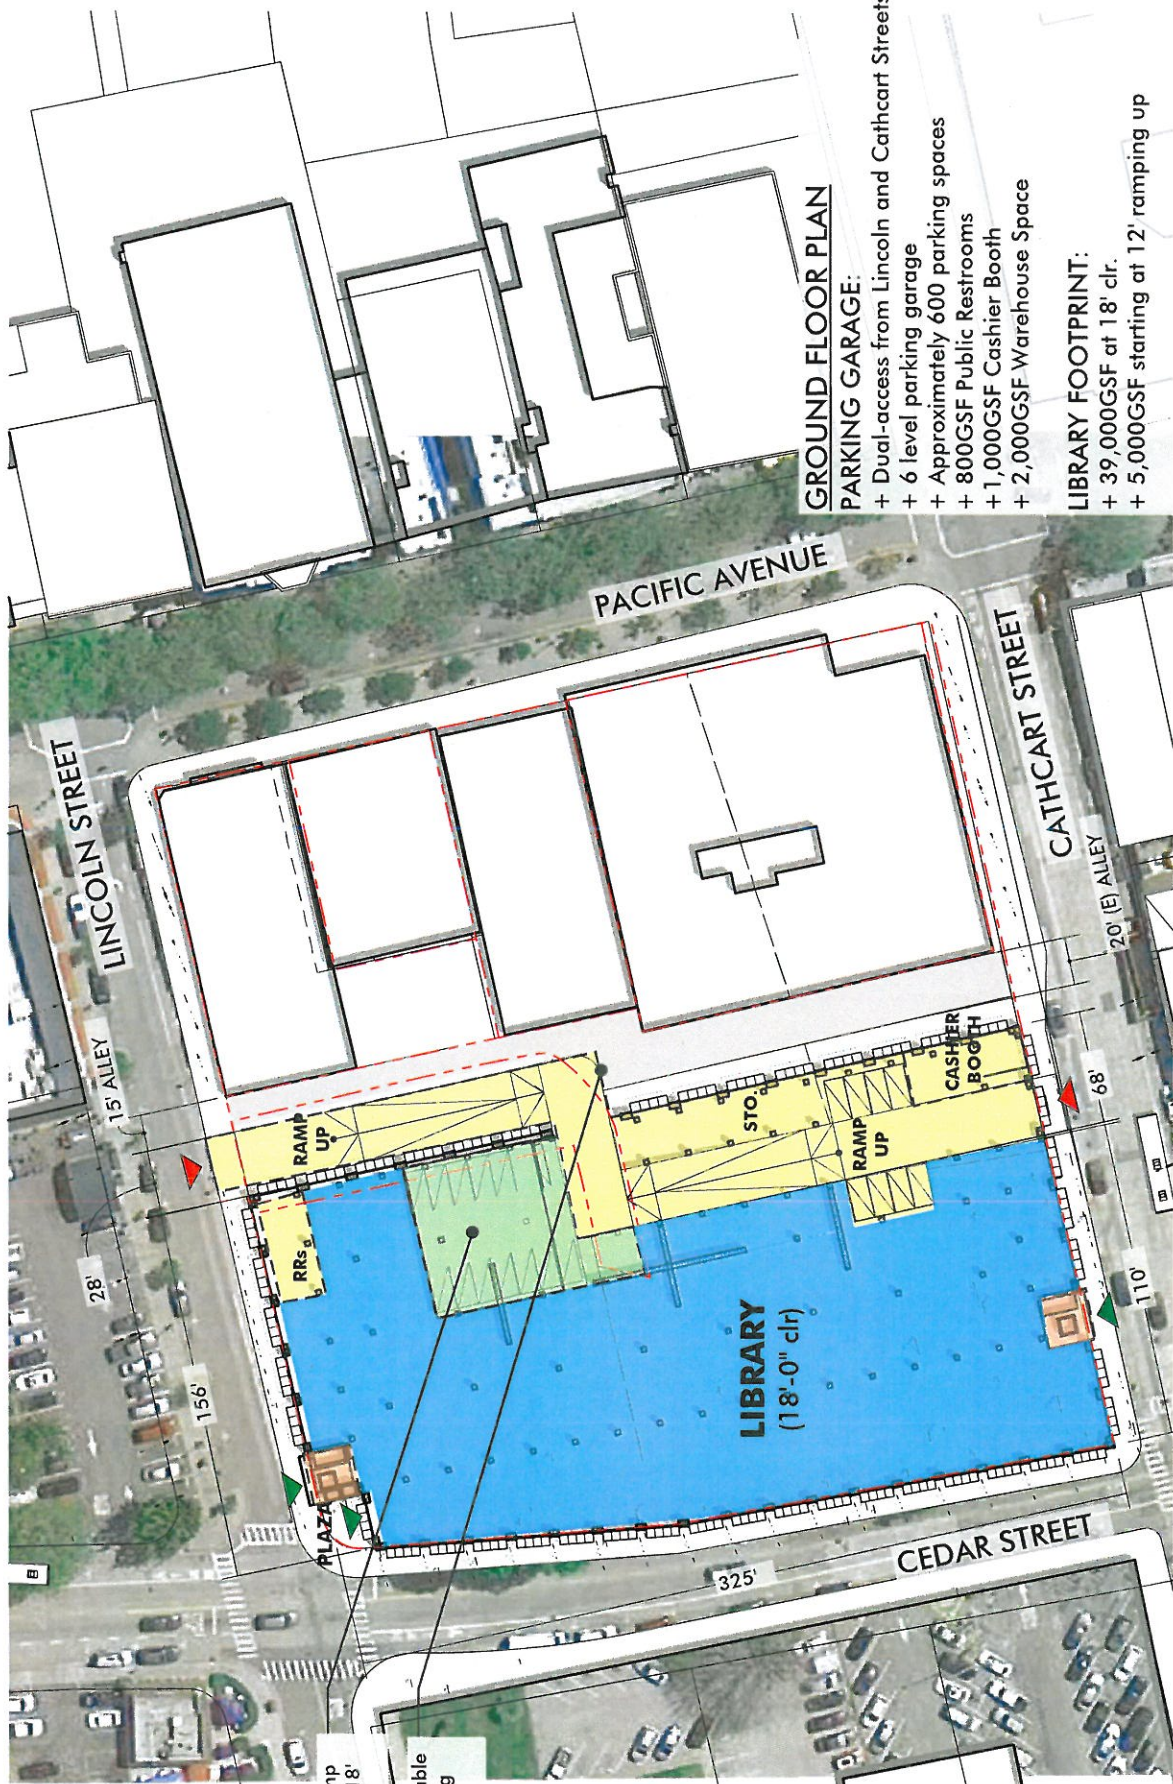 LINCOLN STREET
15' ALLEY
28'
156'
PACIFIC AVENUE
RAMP
UP
RRs
PLAZA
STO.
RAMP
UP
CASHIER
BOOTH
LIBRARY
(18'-0" clr)
CATHCART STREET
20' (E) ALLEY
68'
110'
325'
CEDAR STREET
18'
GROUND FLOOR PLAN
PARKING GARAGE:
+ Dual-access from Lincoln and Cathcart Streets
+ 6 level parking garage
+ Approximately 600 parking spaces
+ 800GSF Public Restrooms
+1,000GSF Cashier Booth
+ 2,000GSF Warehouse Space
LIBRARY FOOTPRINT:
+ 39,000GSF at 18' clr.
+ 5,000GSF starting at 12' ramping up